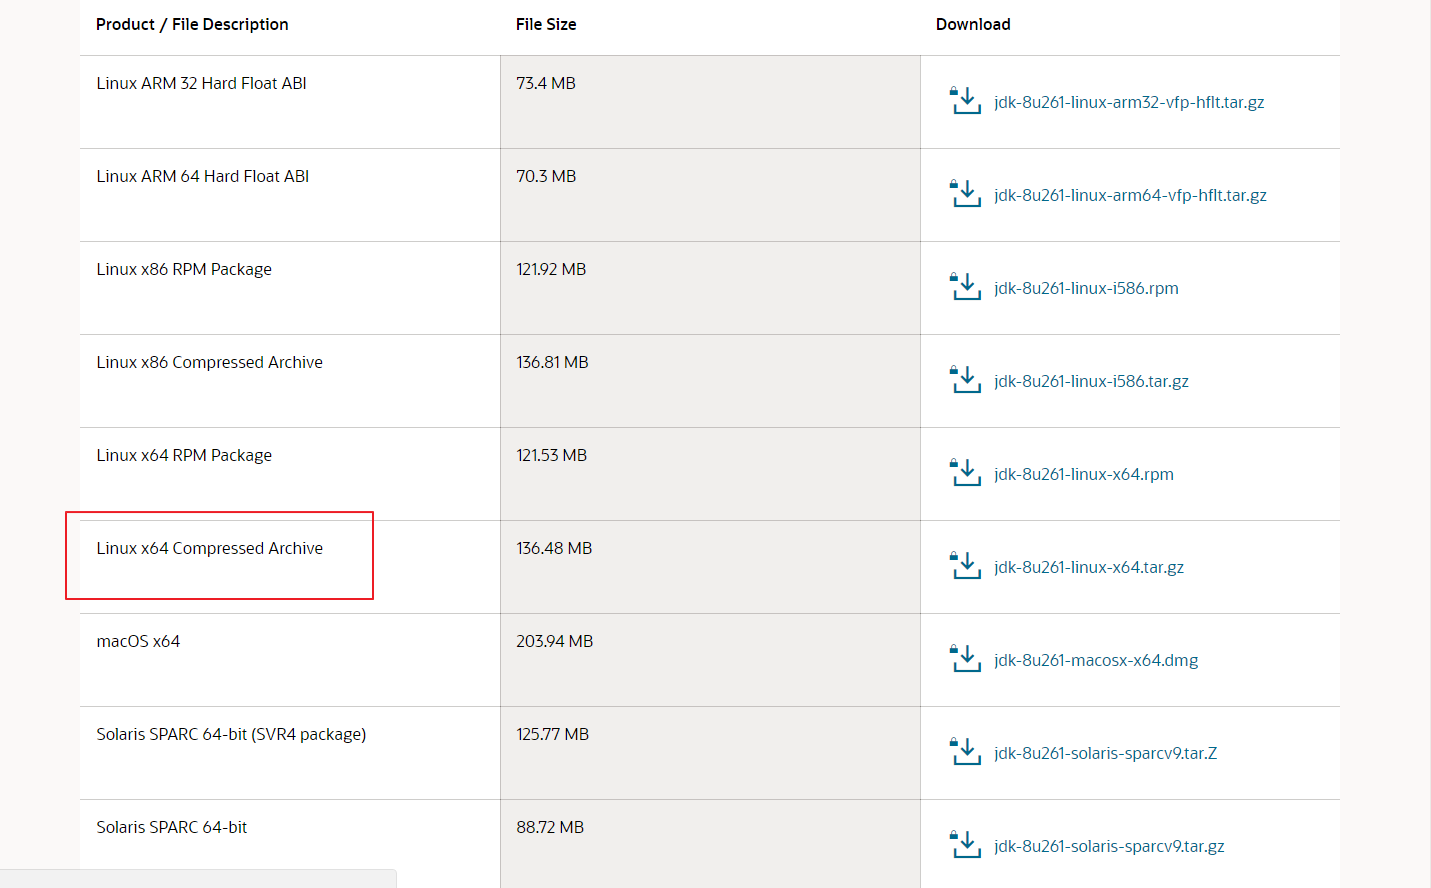 Product / File Description File Size Download
Linux ARM 32 Hard Float ABI 73.4 MB
jdk-8u261-linux-arm32-vfp-hflt.tar.gz
Linux ARM 64 Hard Float ABI 70.3 MB
jdk-8u261-linux-arm64-vfp-hflt.tar.gz
Linux x86 RPM Package 121.92 MB
jdk-8u261-linux-i586.rpm
Linux x86 Compressed Archive 136.81 MB
jdk-8u261-linux-i586.tar.gz
Linux x64 RPM Package 121.53 MB
jdk-8u261-linux-x64.rpm
Linux x64 Compressed Archive 136.48 MB
jdk-8u261-linux-x64.tar.gz
macOS x64 203.94 MB
jdk-8u261-macosx-x64.dmg
Solaris SPARC 64-bit (SVR4 package) 125.77 MB
jdk-8u261-solaris-sparcv9.tar.Z
Solaris SPARC 64-bit 88.72 MB
jdk-8u261-solaris-sparcv9.tar.gz